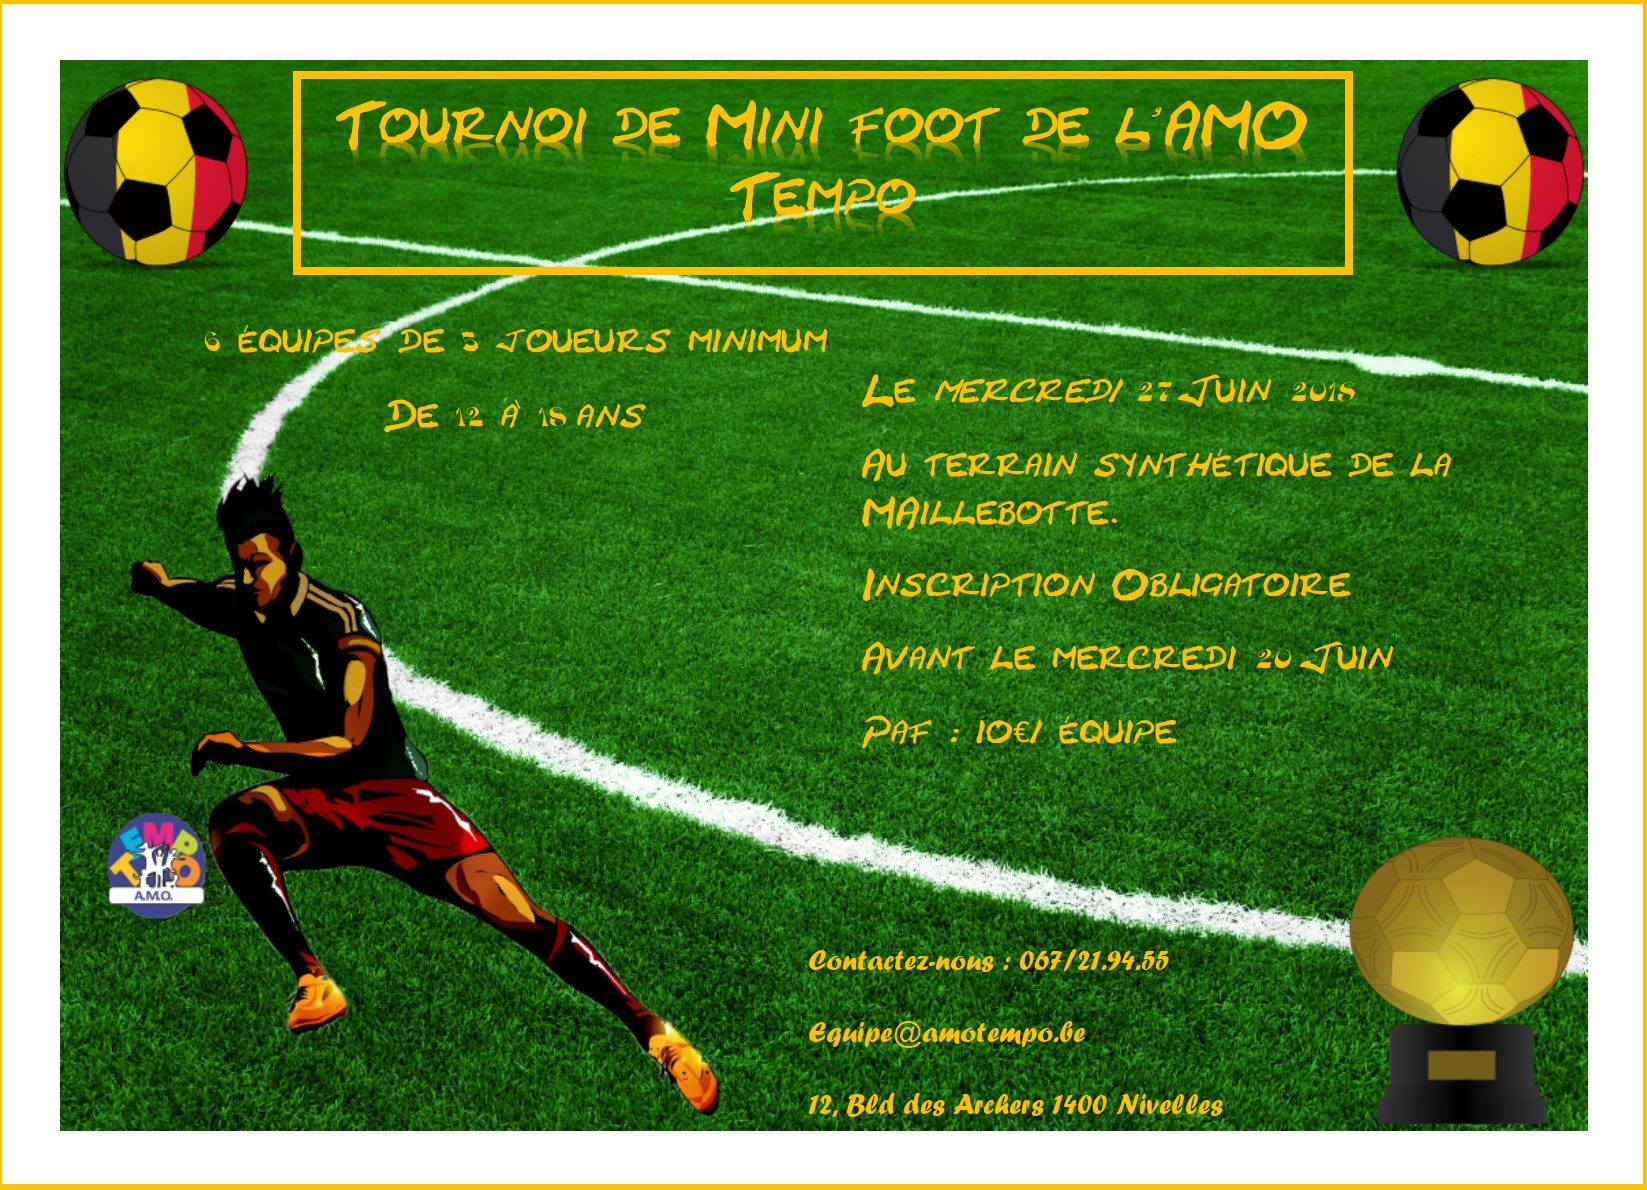 Tournoi de Mini foot de l'AMO
Tempo
6 équipes de 5 joueurs minimum
De 12 à 18 ans
Le mercredi 27 Juin 2018
Au terrain synthétique de la
MAillebotte.
Inscription Obligatoire
Avant le mercredi 20 Juin
Paf : 10€/ équipe
TEMPO
A.M.O.
Contactez-nous : 067/21.94.55
Equipe@amotempo.be
12, Bld des Archers 1400 Nivelles